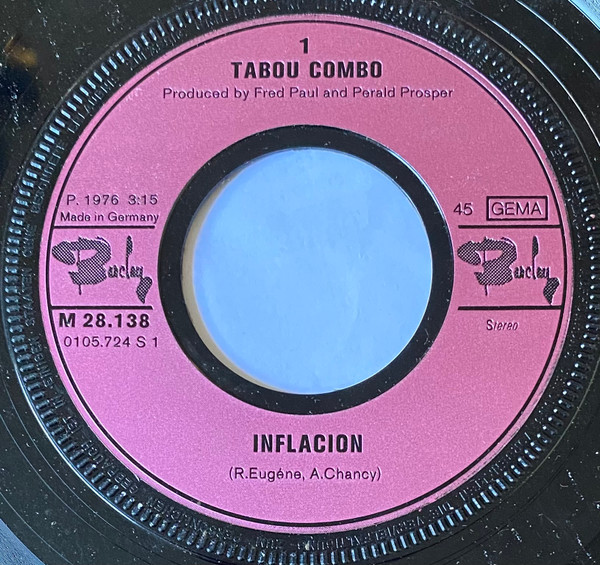 1
TABOU COMBO
Produced by Fred Paul and Perald Prosper
P. 1976 3:15
Made in Germany
45 GEMA
Barclay
Barclay
M 28.138
0105.724 S 1
Stereo
INFLACION
(R.Eugéne, A.Chancy)